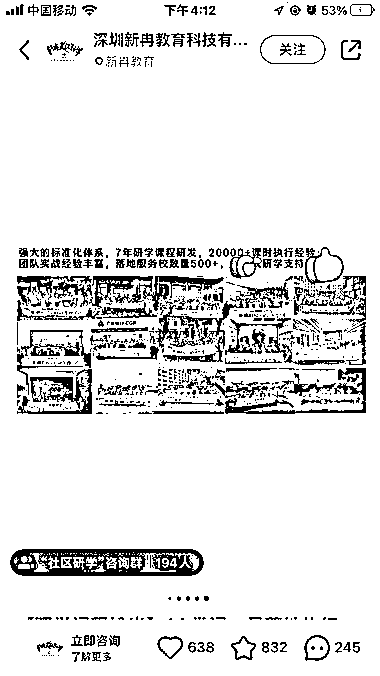 中国移动
下午4:12
53%
深圳新冉教育科技有...
新冉教育
关注
强大的标准化体系，7年研学课程研发，20000+课时执行经验，
团队实战经验丰富，落地服务校数量500+，
研学支持
“社区研学”咨询群 194人
立即咨询
了解更多
638
832
245